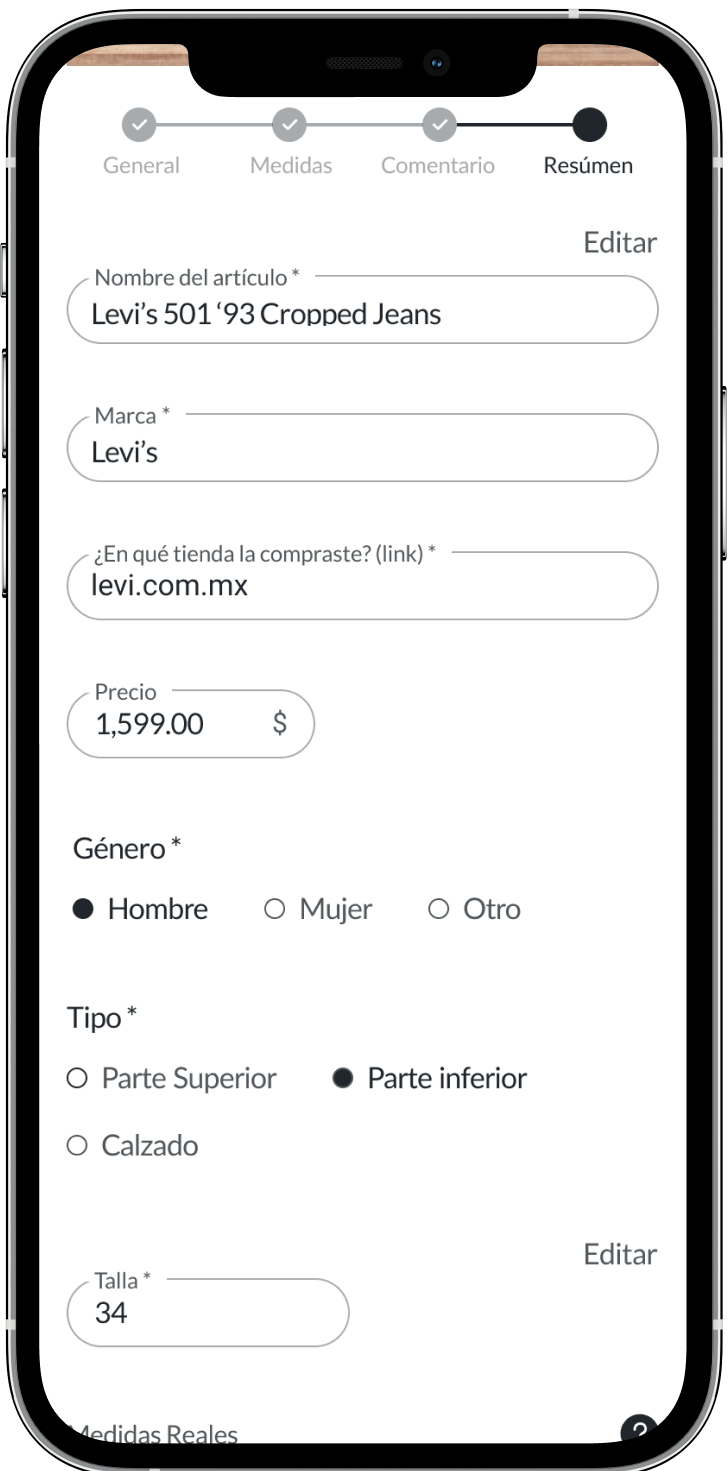 General Medidas Comentario Resúmen
Editar
Nombre del artículo *
Levi’s 501 ‘93 Cropped Jeans
Marca *
Levi’s
¿En qué tienda la compraste? (link) *
levi.com.mx
Precio
1,599.00 $
Género *
Hombre Mujer Otro
Tipo *
Parte Superior Parte inferior
Calzado
Editar
Talla *
34
Medidas Reales ?